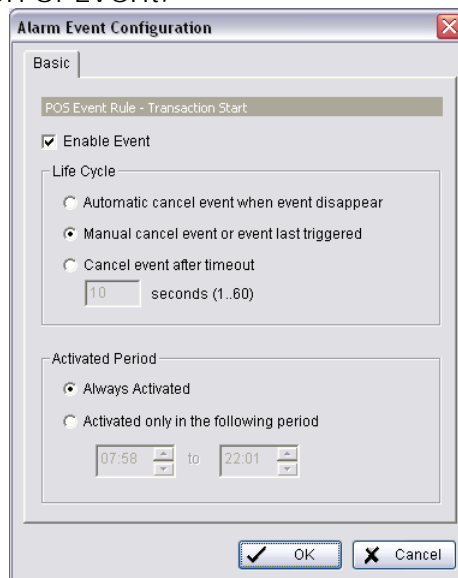 Alarm Event Configuration
Basic
POS Event Rule - Transaction Start
Enable Event
Life Cycle
Automatic cancel event when event disappear
Manual cancel event or event last triggered
Cancel event after timeout
10 seconds (1..60)
Activated Period
Always Activated
Activated only in the following period
07:58 to 22:01
OK Cancel